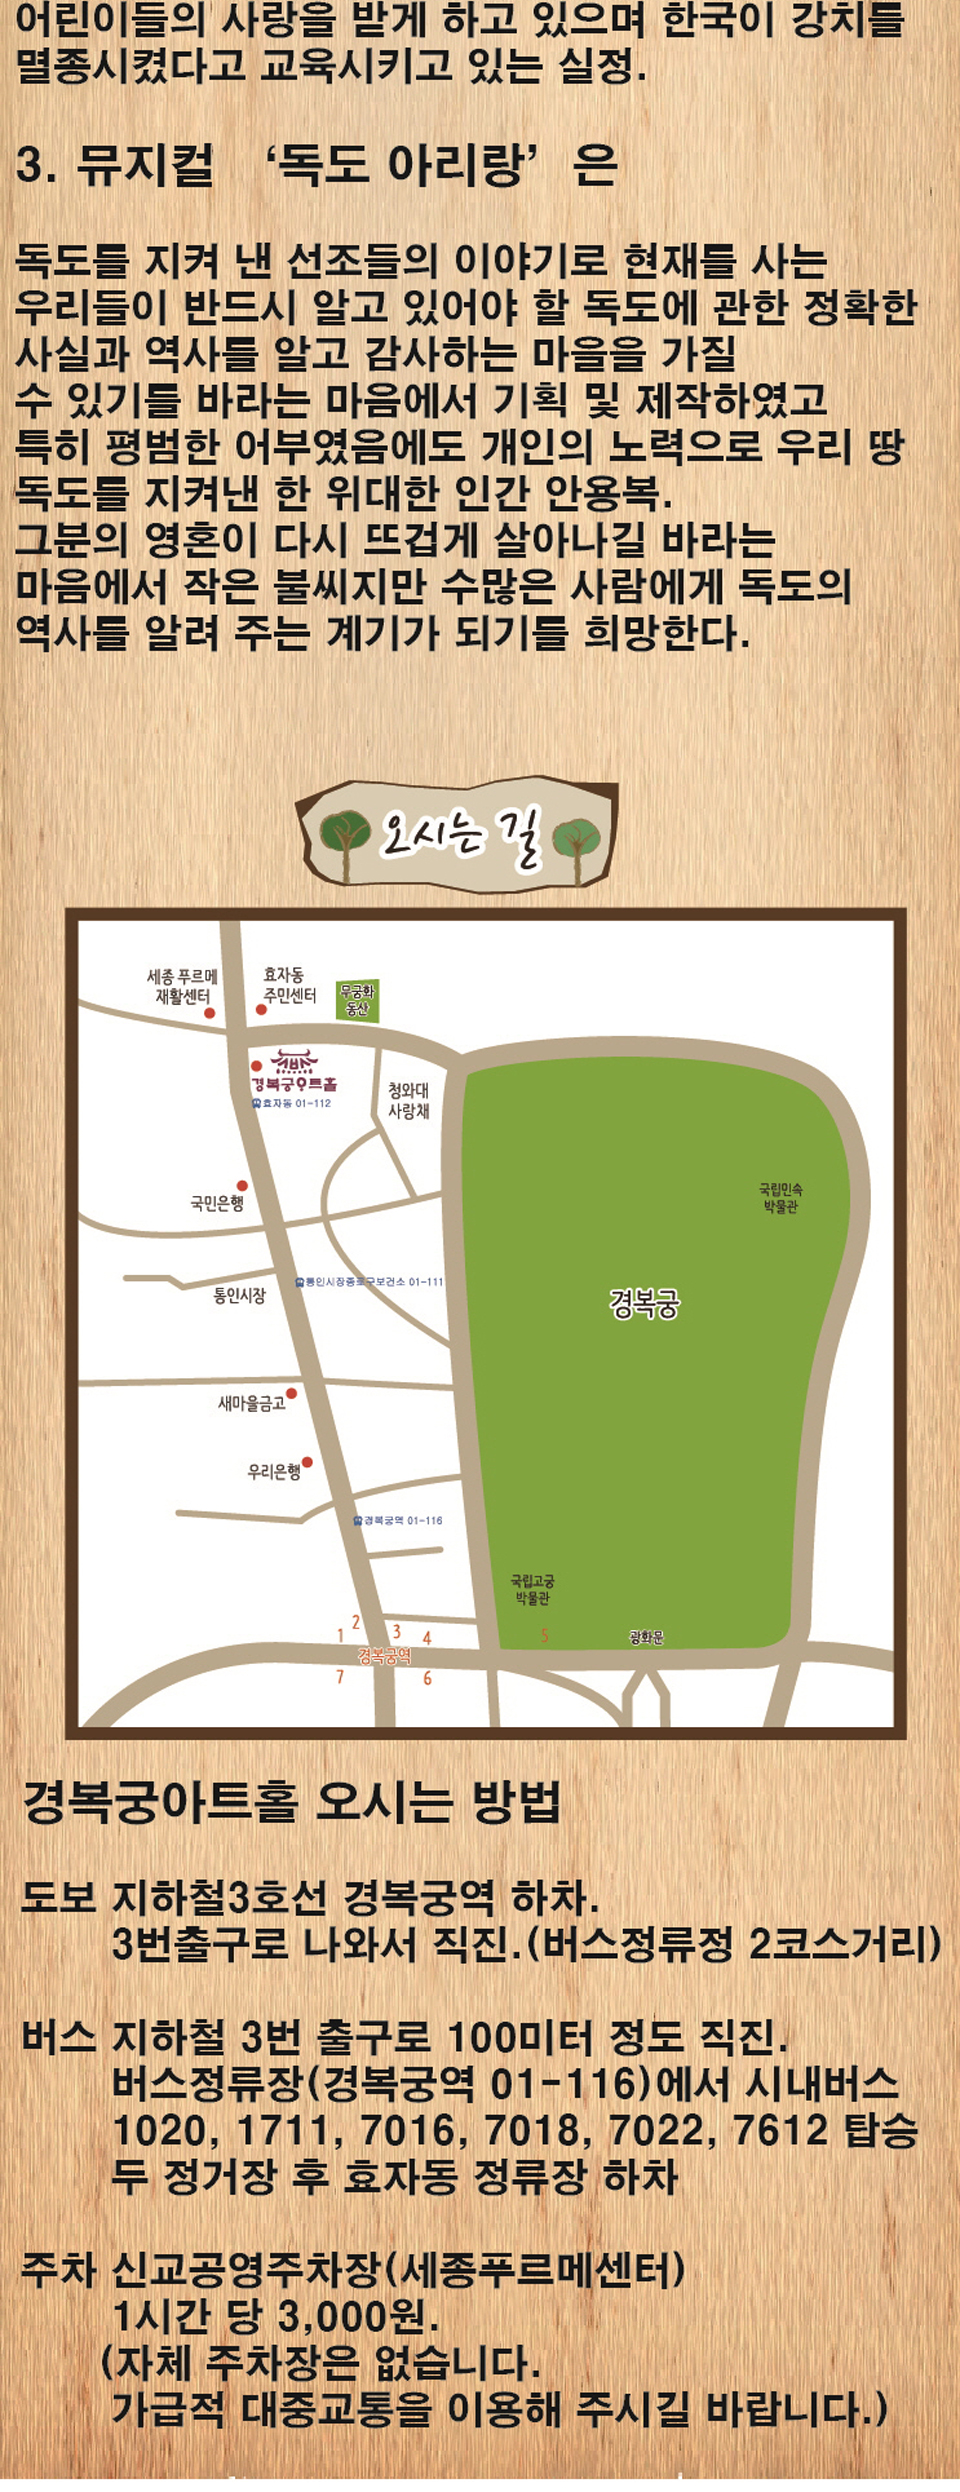 어린이들의 사랑을 받게 하고 있으며 한국이 강치를
멸종시켰다고 교육시키고 있는 실정.
3. 뮤지컬 ‘독도 아리랑’ 은
독도를 지켜 낸 선조들의 이야기로 현재를 사는
우리들이 반드시 알고 있어야 할 독도에 관한 정확한
사실과 역사를 알고 감사하는 마을을 가질
수 있기를 바라는 마음에서 기획 및 제작하였고
특히 평범한 어부였음에도 개인의 노력으로 우리 땅
독도를 지켜낸 한 위대한 인간 안용복.
그분의 영혼이 다시 뜨겁게 살아나길 바라는
마음에서 작은 불씨지만 수많은 사람에게 독도의
역사를 알려 주는 계기가 되기를 희망한다.
오시는 길
세종 푸르메
재활센터
효자동
주민센터
무궁화
동산
경복궁아트홀
효자동 01-112
청와대
사랑채
국민은행
국립민속
박물관
통인시장종로구보건소 01-111
통인시장
경복궁
새마을금고
우리은행
경복궁역 01-116
국립고궁
박물관
1 2 3 4 5
광화문
경복궁역
7 6
경복궁아트홀 오시는 방법
도보 지하철3호선 경복궁역 하차.
3번출구로 나와서 직진.(버스정류정 2코스거리)
버스 지하철 3번 출구로 100미터 정도 직진.
버스정류장(경복궁역 01-116)에서 시내버스
1020, 1711, 7016, 7018, 7022, 7612 탑승
두 정거장 후 효자동 정류장 하차
주차 신교공영주차장(세종푸르메센터)
1시간 당 3,000원.
(자체 주차장은 없습니다.
가급적 대중교통을 이용해 주시길 바랍니다.)